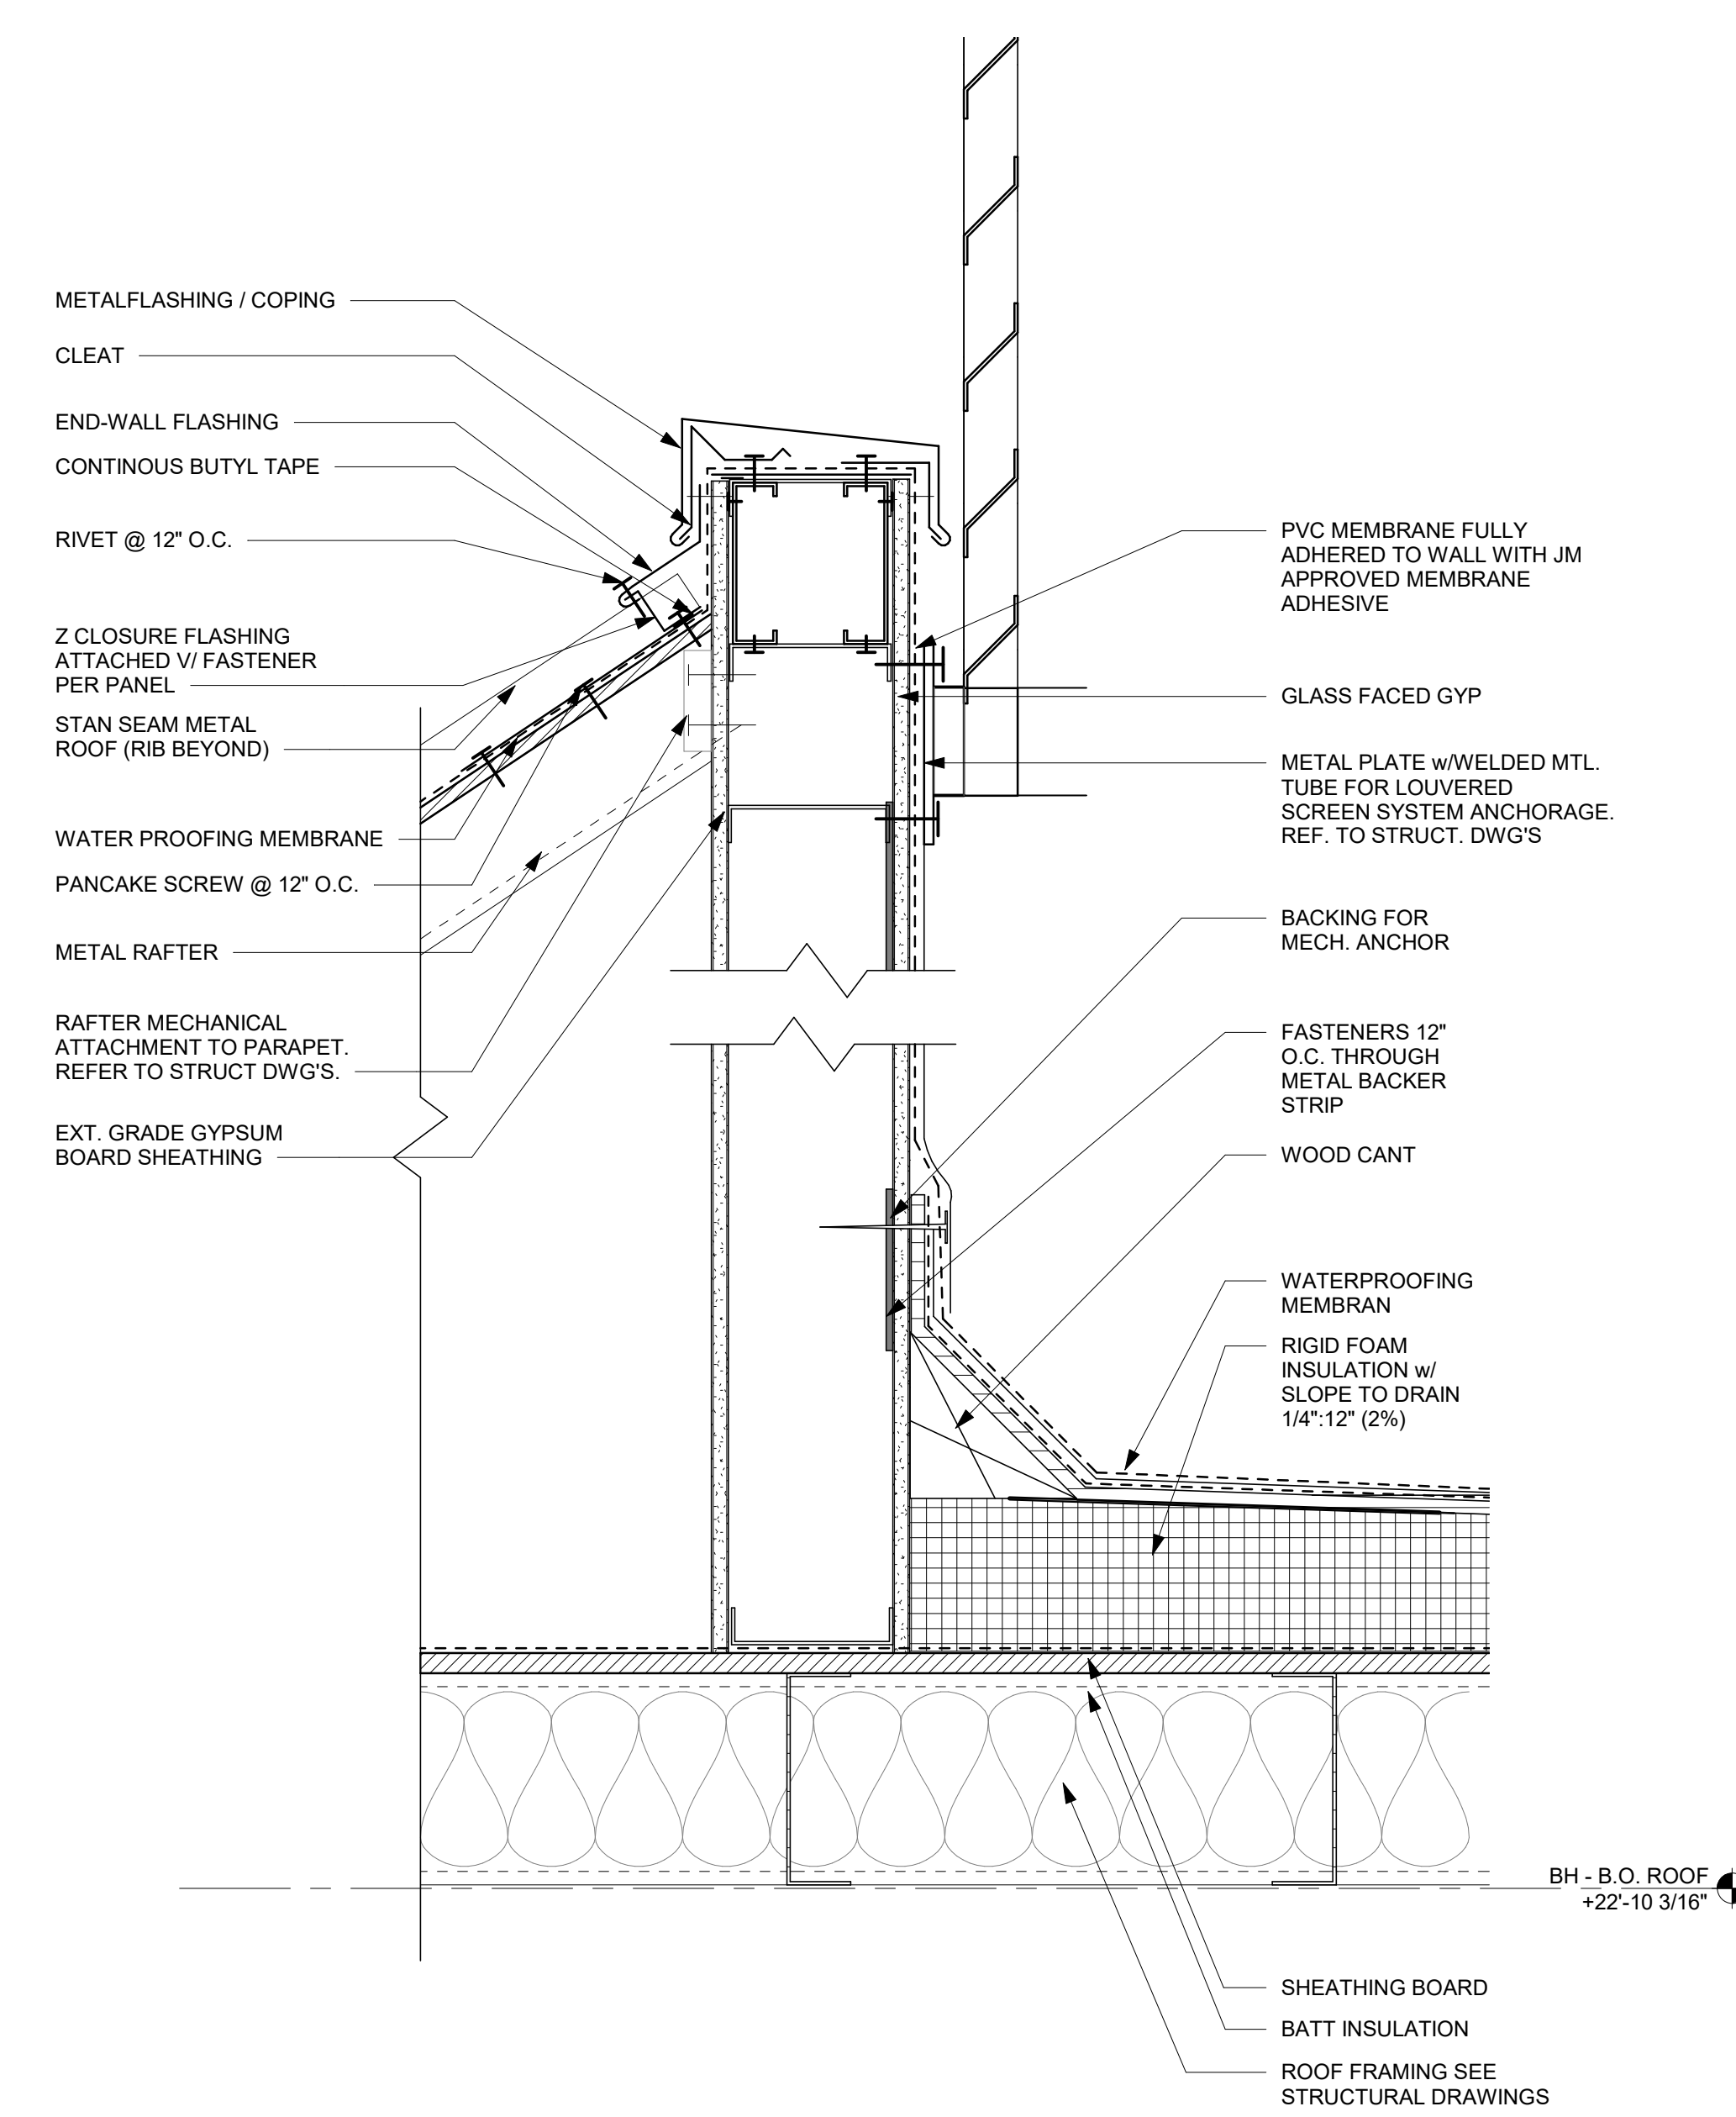 METALFLASHING / COPING
CLEAT
END-WALL FLASHING
CONTINOUS BUTYL TAPE
RIVET @ 12" O.C.
Z CLOSURE FLASHING
ATTACHED V/ FASTENER
PER PANEL
STAN SEAM METAL
ROOF (RIB BEYOND)
WATER PROOFING MEMBRANE
PANCAKE SCREW @ 12" O.C.
METAL RAFTER
RAFTER MECHANICAL
ATTACHMENT TO PARAPET.
REFER TO STRUCT DWG'S.
EXT. GRADE GYPSUM
BOARD SHEATHING
PVC MEMBRANE FULLY
ADHERED TO WALL WITH JM
APPROVED MEMBRANE
ADHESIVE
GLASS FACED GYP
METAL PLATE w/WELDED MTL.
TUBE FOR LOUVERED
SCREEN SYSTEM ANCHORAGE.
REF. TO STRUCT. DWG'S
BACKING FOR
MECH. ANCHOR
FASTENERS 12"
O.C. THROUGH
METAL BACKER
STRIP
WOOD CANT
WATERPROOFING
MEMBRAN
RIGID FOAM
INSULATION w/
SLOPE TO DRAIN
1/4":12" (2%)
BH - B.O. ROOF
+22'-10 3/16"
SHEATHING BOARD
BATT INSULATION
ROOF FRAMING SEE
STRUCTURAL DRAWINGS